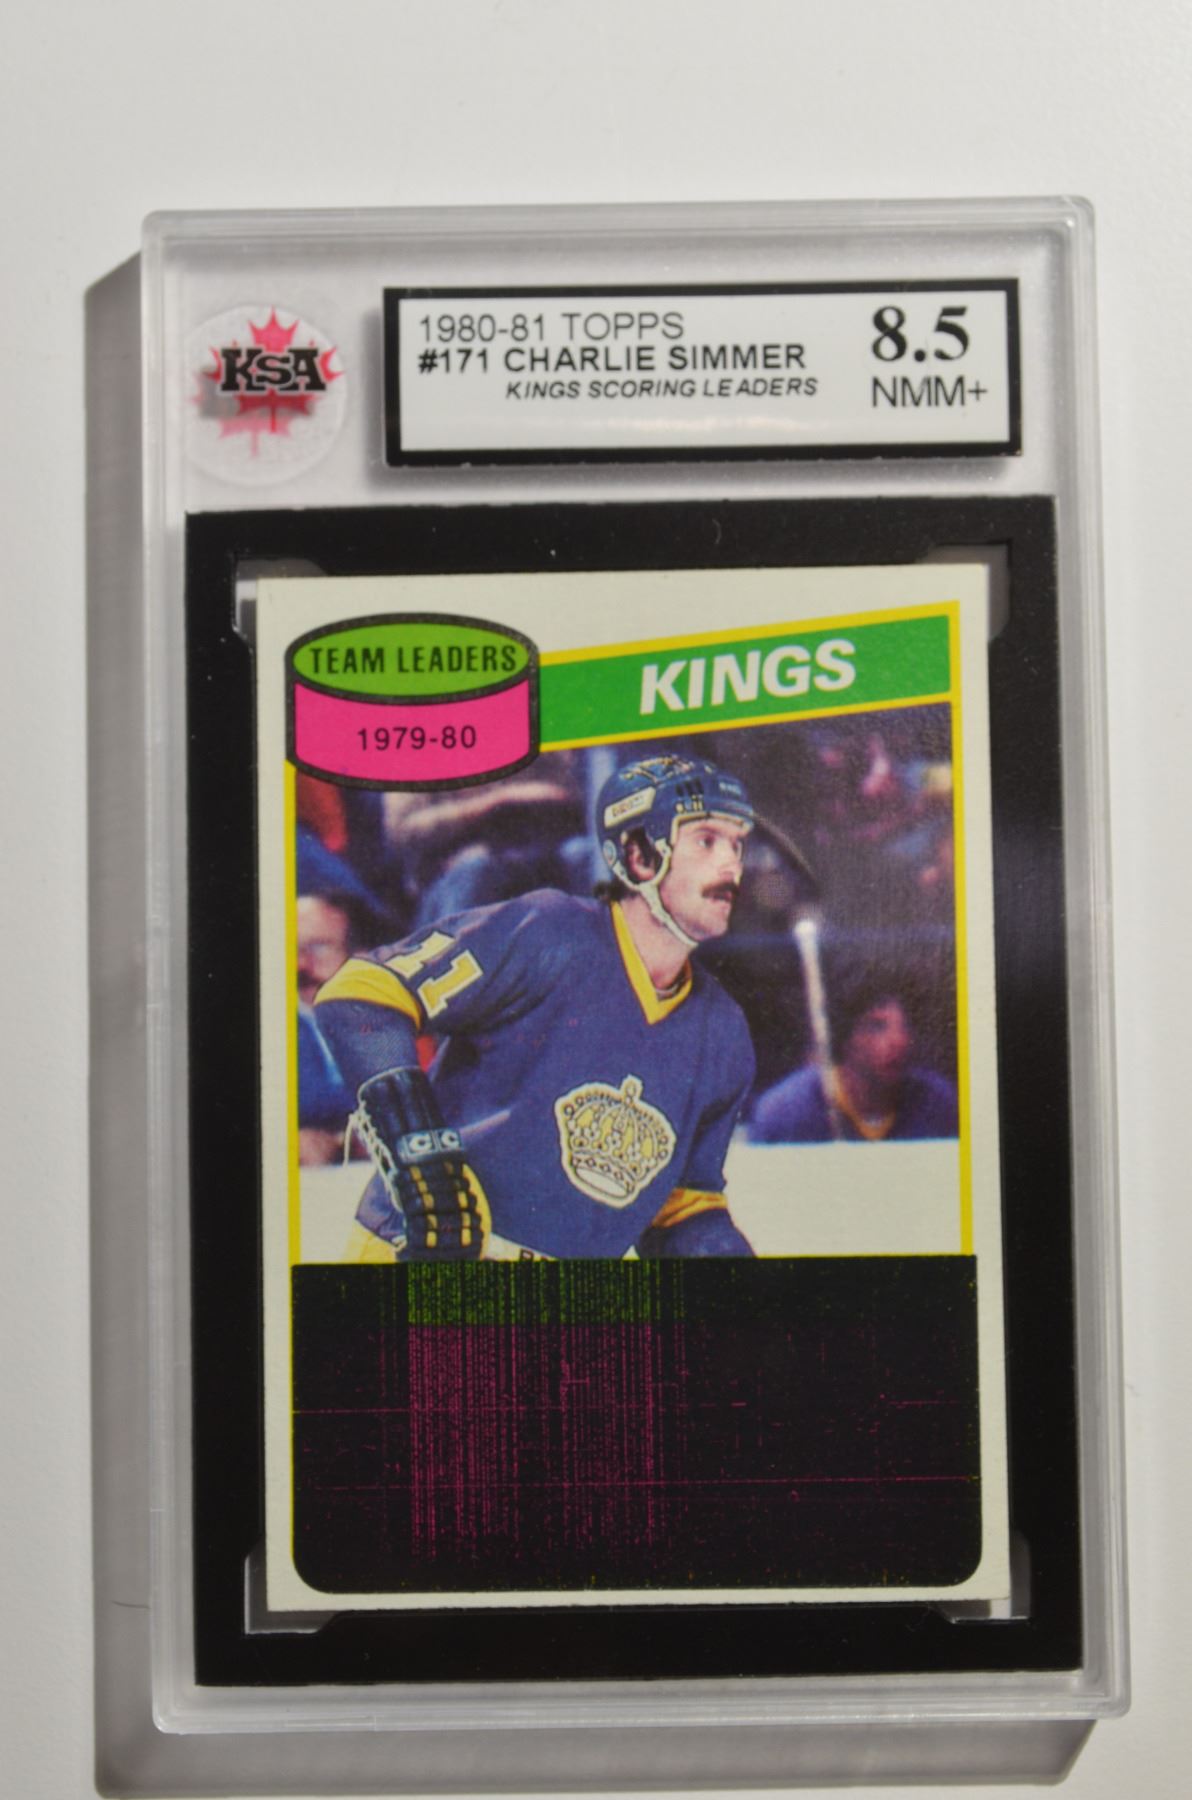 KSA
1980-81 TOPPS
#171 CHARLIE SIMMER
KINGS SCORING LEADERS
8.5
NMM+
TEAM LEADERS
1979-80
KINGS
11
CC